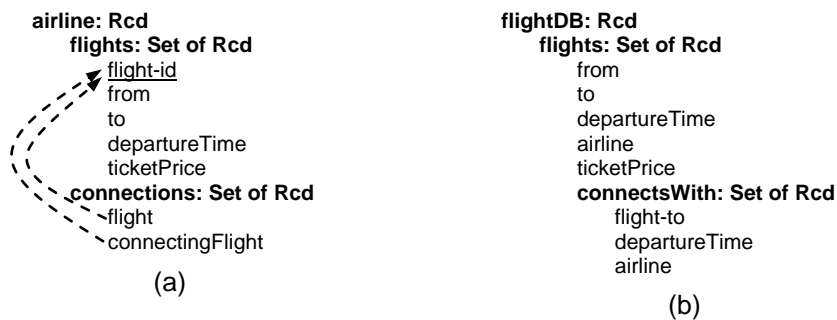 airline: Rcd
flights: Set of Rcd
flight-id
from
to
departureTime
ticketPrice
connections: Set of Rcd
flight
connectingFlight
(a)
flightDB: Rcd
flights: Set of Rcd
from
to
departureTime
airline
ticketPrice
connectsWith: Set of Rcd
flight-to
departureTime
airline
(b)